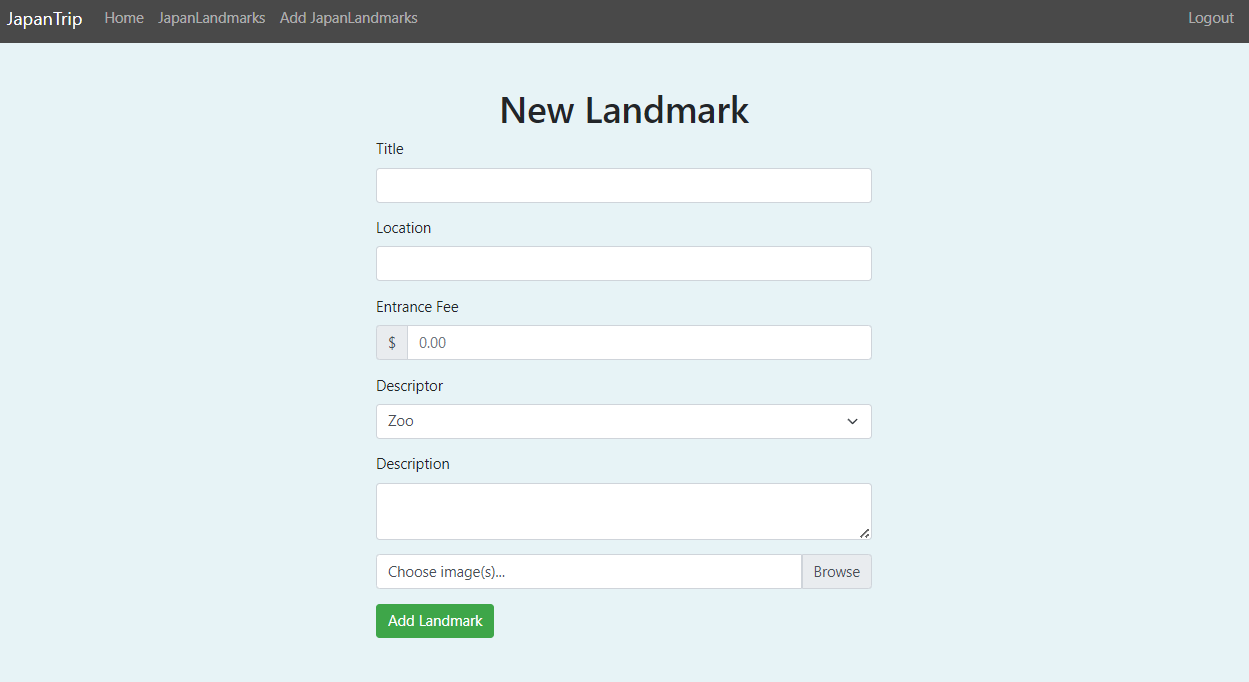 JapanTrip Home JapanLandmarks Add JapanLandmarks Logout
New Landmark
Title
Location
Entrance Fee
$ 0.00
Descriptor
Zoo
Description
Choose image(s)... Browse
Add Landmark